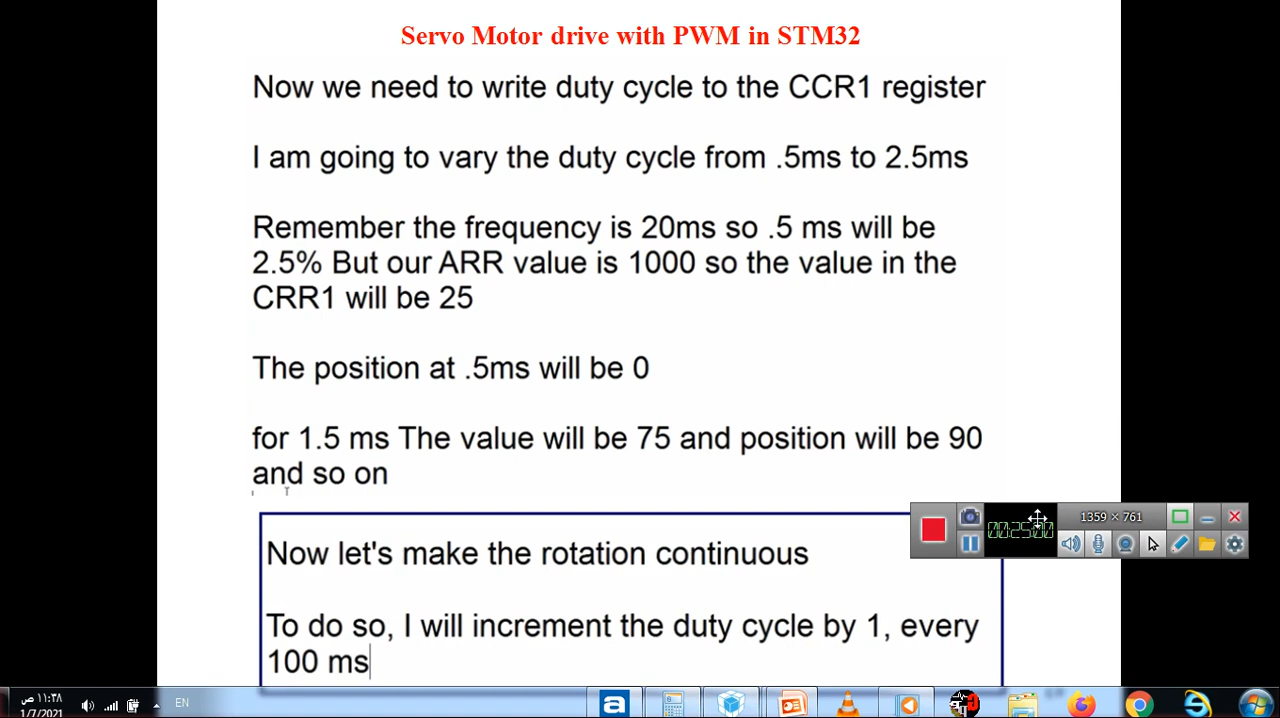 Servo Motor drive with PWM in STM32
Now we need to write duty cycle to the CCR1 register
I am going to vary the duty cycle from .5ms to 2.5ms
Remember the frequency is 20ms so .5 ms will be
2.5% But our ARR value is 1000 so the value in the
CRR1 will be 25
The position at .5ms will be 0
for 1.5 ms The value will be 75 and position will be 90
and so on
00:25:00
1359 × 761
Now let's make the rotation continuous
To do so, I will increment the duty cycle by 1, every
100 ms
١١:٣٨ ص
EN
1/7/2021